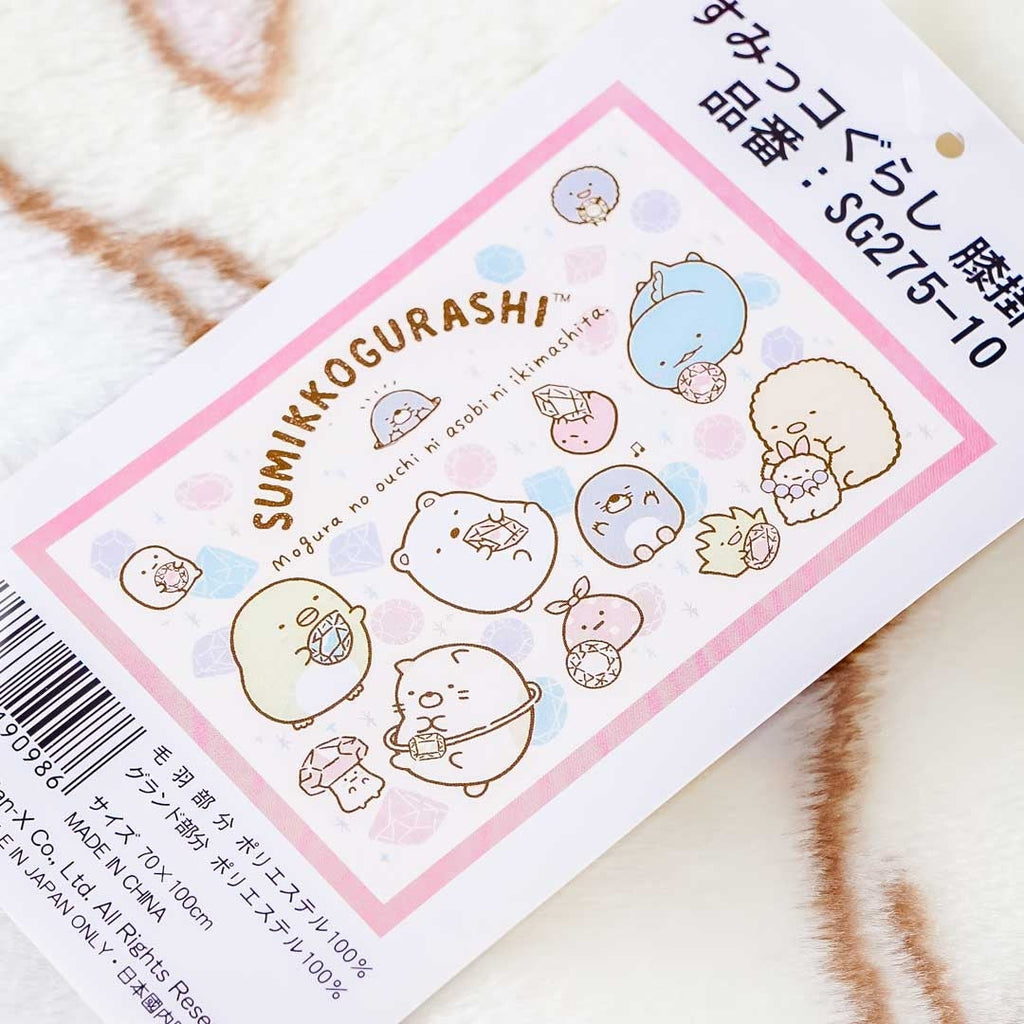 すみっコぐらし 膝掛
品番：SG275-10
SUMIKKOGURASHI™
mogura no ouchi ni asobi ni ikimashita.
190986
毛羽部分 ポリエステル100%
グランド部分 ポリエステル100%
サイズ 70×100cm
MADE IN CHINA
an-X Co., Ltd. All Rights Rese
E IN JAPAN ONLY・日本國内